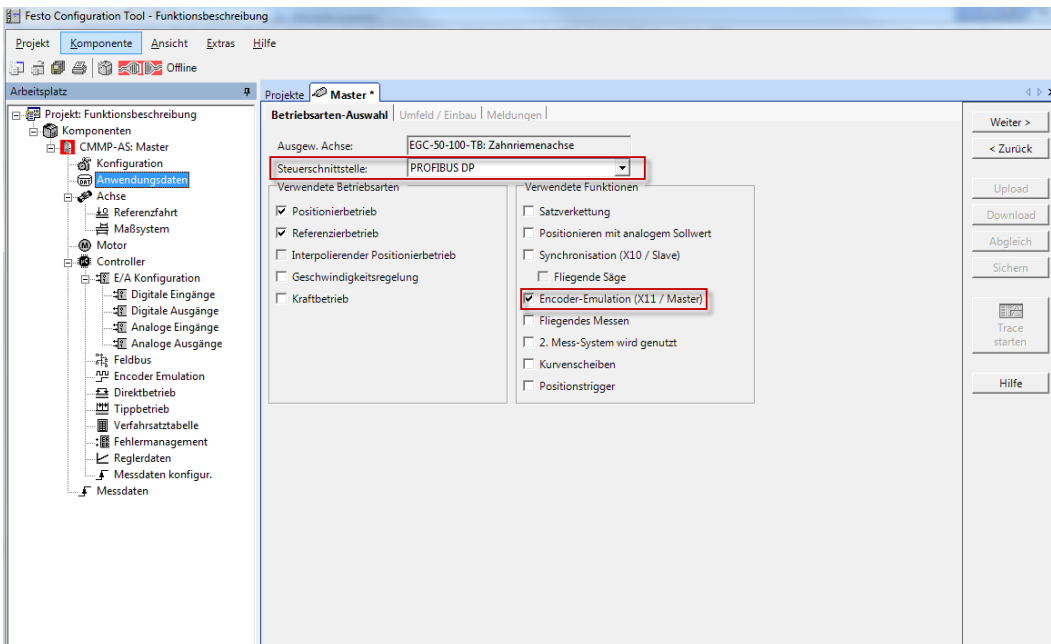 Festo Configuration Tool - Funktionsbeschreibung
Projekt Komponente Ansicht Extras Hilfe
Offline
Arbeitsplatz
Projekt: Funktionsbeschreibung
Komponenten
CMMP-AS: Master
Konfiguration
Anwendungsdaten
Achse
Referenzfahrt
Maßsystem
Motor
Controller
E/A Konfiguration
Digitale Eingänge
Digitale Ausgänge
Analoge Eingänge
Analoge Ausgänge
Feldbus
Encoder Emulation
Direktbetrieb
Tippbetrieb
Verfahrsatztabelle
Fehlermanagement
Reglerdaten
Messdaten konfigur.
Messdaten
Projekte Master *
Betriebsarten-Auswahl Umfeld / Einbau Meldungen
Ausgew. Achse: EGC-50-100-TB: Zahnriemenachse
Steuerschnittstelle: PROFIBUS DP
Verwendete Betriebsarten
Positionierbetrieb
Referenzierbetrieb
Interpolierender Positionierbetrieb
Geschwindigkeitsregelung
Kraftbetrieb
Verwendete Funktionen
Satzverkettung
Positionieren mit analogem Sollwert
Synchronisation (X10 / Slave)
Fliegende Säge
Encoder-Emulation (X11 / Master)
Fliegendes Messen
2. Mess-System wird genutzt
Kurvenscheiben
Positionstrigger
Weiter >
< Zurück
Upload
Download
Abgleich
Sichern
Trace
starten
Hilfe